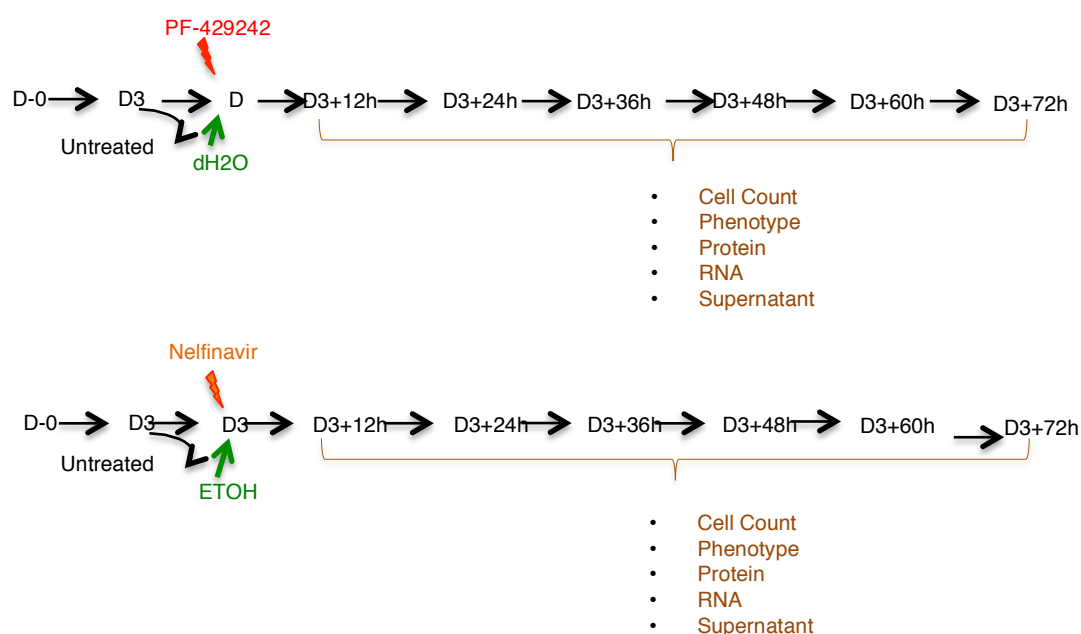 PF-429242
D-0 D3 D D3+12h D3+24h D3+36h D3+48h D3+60h D3+72h
Untreated
dH2O
• Cell Count
• Phenotype
• Protein
• RNA
• Supernatant
Nelfinavir
D-0 D3 D3 D3+12h D3+24h D3+36h D3+48h D3+60h D3+72h
Untreated
ETOH
• Cell Count
• Phenotype
• Protein
• RNA
• Supernatant